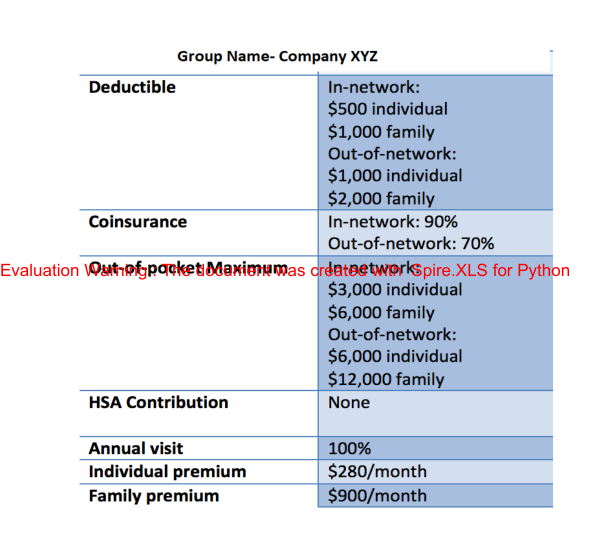 Group Name- Company XYZ
Deductible
In-network:
$500 individual
$1,000 family
Out-of-network:
$1,000 individual
$2,000 family
Coinsurance
In-network: 90%
Out-of-network: 70%
Evaluation Warning : The document was created with Spire.XLS for Python
Out-of-pocket Maximum
In-network:
$3,000 individual
$6,000 family
Out-of-network:
$6,000 individual
$12,000 family
HSA Contribution
None
Annual visit
100%
Individual premium
$280/month
Family premium
$900/month